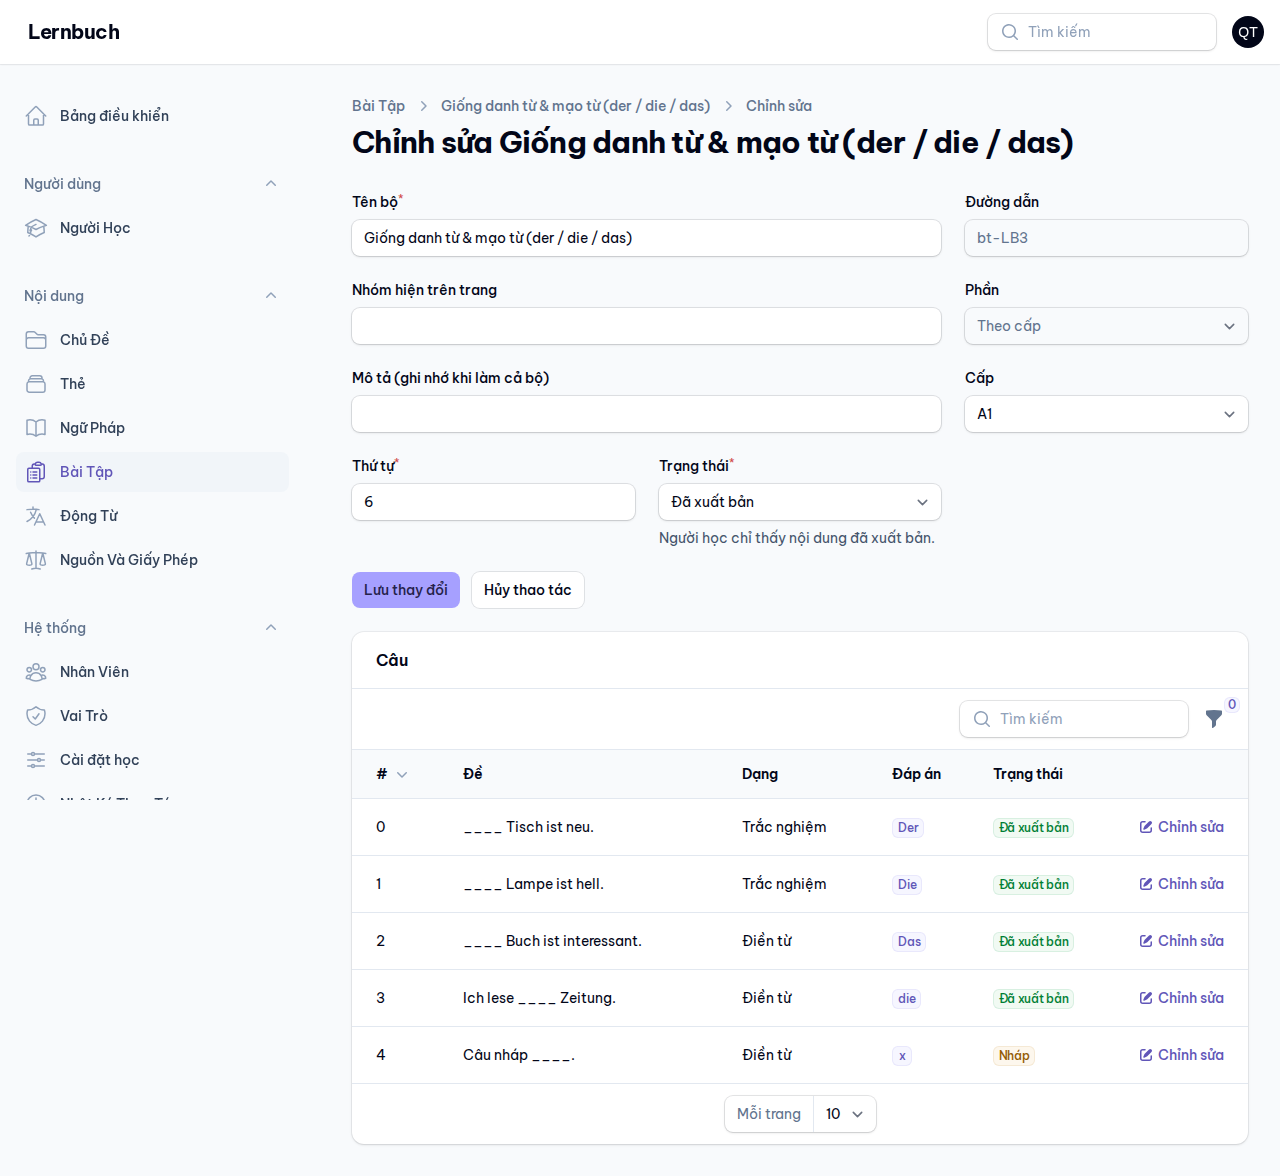 Lernbuch
Tìm kiếm
QT
Bảng điều khiển
Người dùng
Người Học
Nội dung
Chủ Đề
Thẻ
Ngữ Pháp
Bài Tập
Động Từ
Nguồn Và Giấy Phép
Hệ thống
Nhân Viên
Vai Trò
Cài đặt học
Bài Tập > Giống danh từ & mạo từ (der / die / das) > Chỉnh sửa
Chỉnh sửa Giống danh từ & mạo từ (der / die / das)
Tên bộ*
Giống danh từ & mạo từ (der / die / das)
Đường dẫn
bt-LB3
Nhóm hiện trên trang
Phần
Theo cấp
Mô tả (ghi nhớ khi làm cả bộ)
Cấp
A1
Thứ tự*
6
Trạng thái*
Đã xuất bản
Người học chỉ thấy nội dung đã xuất bản.
Lưu thay đổi
Hủy thao tác
Câu
Tìm kiếm
0
# Đề Dạng Đáp án Trạng thái
0 ____ Tisch ist neu. Trắc nghiệm Der Đã xuất bản Chỉnh sửa
1 ____ Lampe ist hell. Trắc nghiệm Die Đã xuất bản Chỉnh sửa
2 ____ Buch ist interessant. Điền từ Das Đã xuất bản Chỉnh sửa
3 Ich lese ____ Zeitung. Điền từ die Đã xuất bản Chỉnh sửa
4 Câu nháp ____. Điền từ x Nháp Chỉnh sửa
Mỗi trang 10